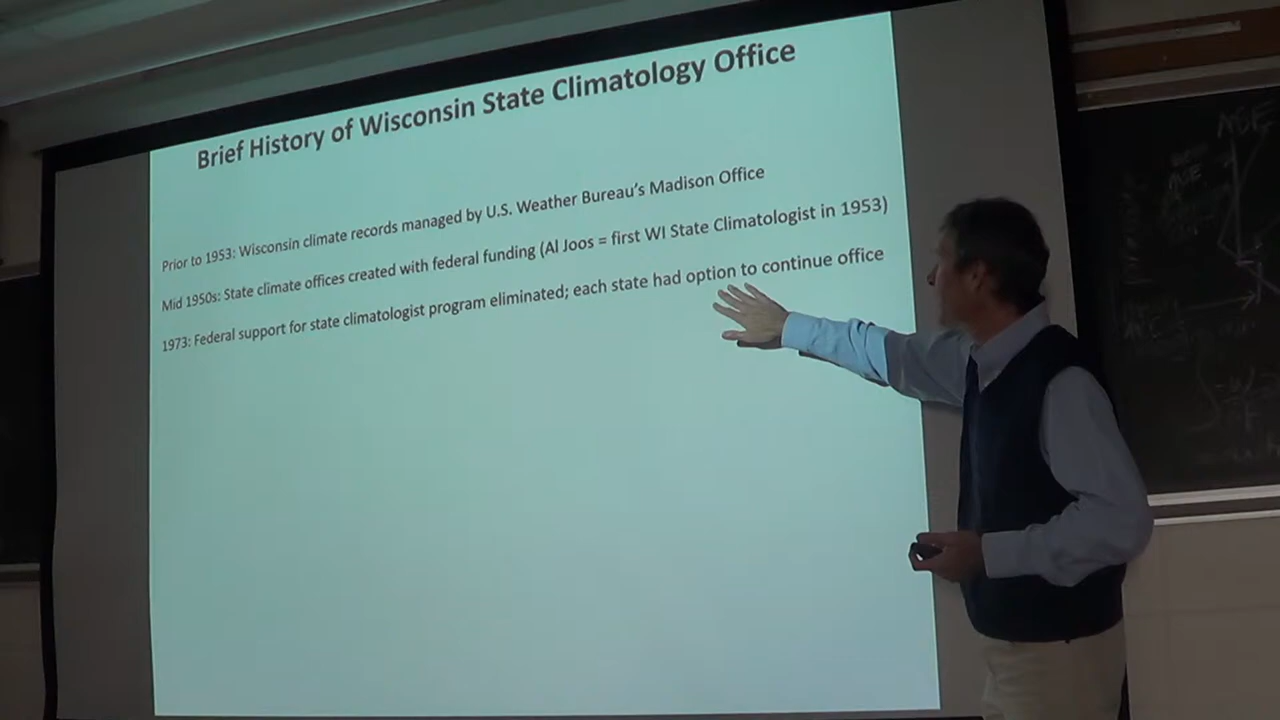 Brief History of Wisconsin State Climatology Office
Prior to 1953: Wisconsin climate records managed by U.S. Weather Bureau's Madison Office
Mid 1950s: State climate offices created with federal funding (Al Joos = first WI State Climatologist in 1953)
1973: Federal support for state climatologist program eliminated; each state had option to continue office